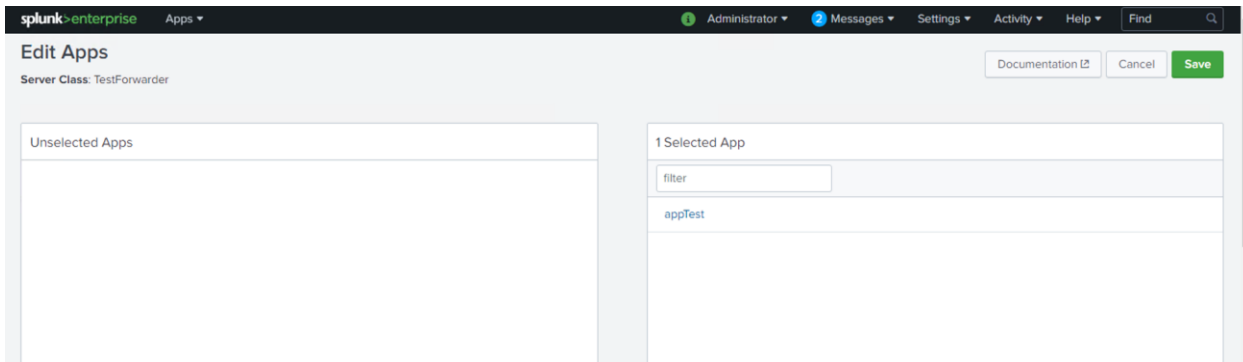 splunk>enterprise Apps ▾ i Administrator ▾ 2 Messages ▾ Settings ▾ Activity ▾ Help ▾ Find
Edit Apps
Server Class: TestForwarder
Documentation Cancel Save
Unselected Apps
1 Selected App
filter
appTest